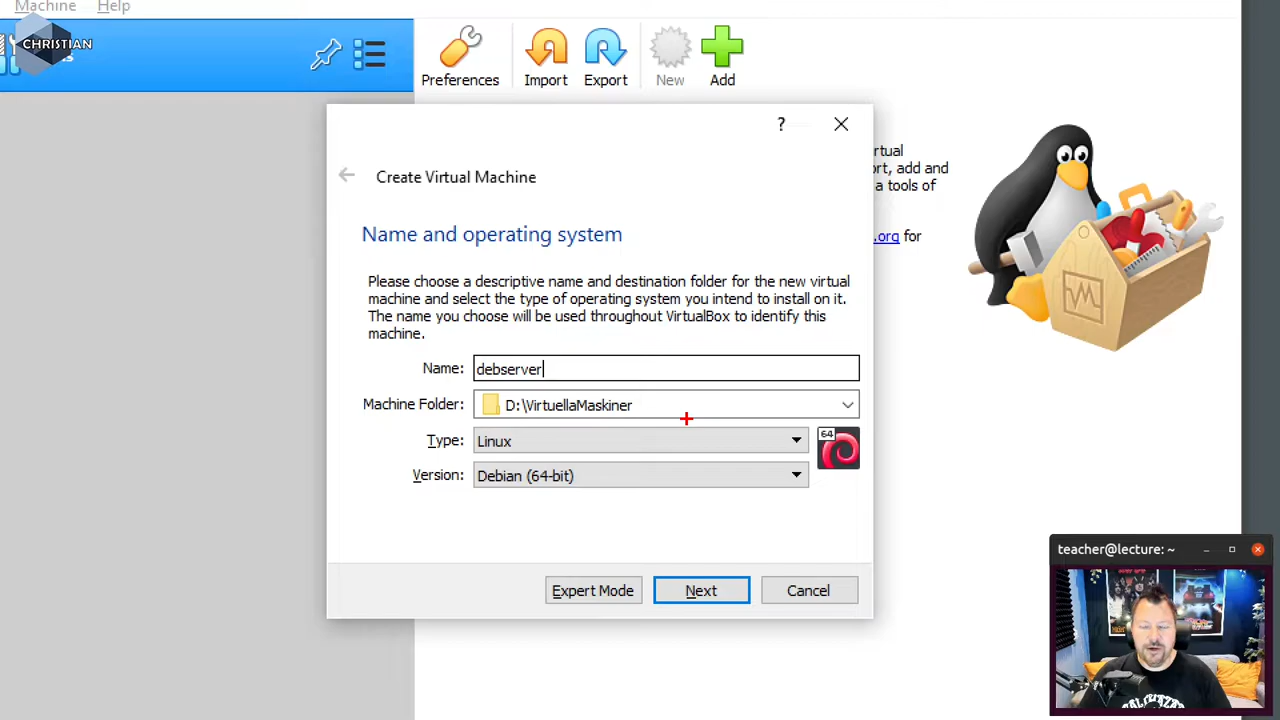 Machine Help
CHRISTIAN
Preferences
Import
Export
New
Add
rtual
rt, add and
a tools of
.org for
?
Create Virtual Machine
Name and operating system
Please choose a descriptive name and destination folder for the new virtual
machine and select the type of operating system you intend to install on it.
The name you choose will be used throughout VirtualBox to identify this
machine.
Name: debserver
Machine Folder: D:\VirtuellaMaskiner
Type: Linux
64
Version: Debian (64-bit)
Expert Mode
Next
Cancel
teacher@lecture: ~